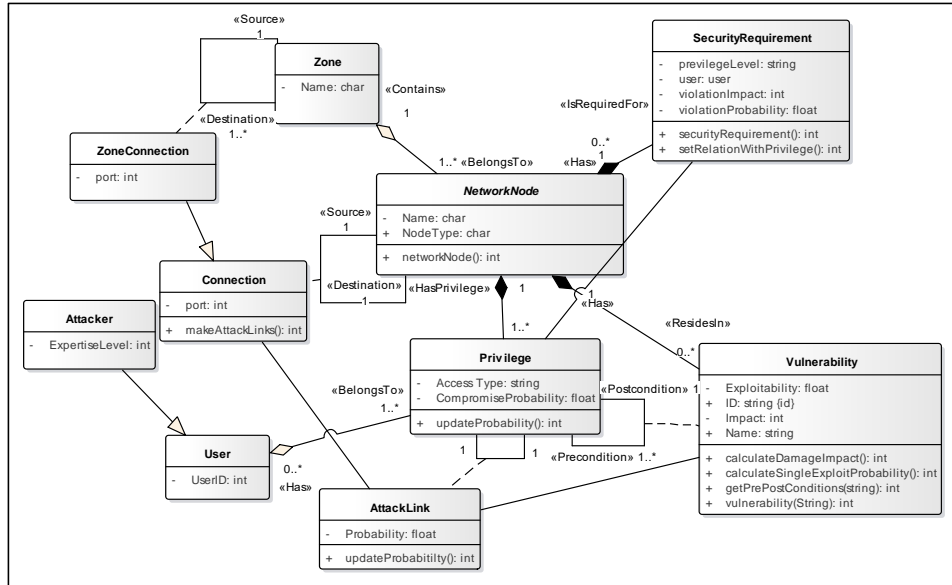 «Source»
1
Zone
- Name: char
«Destination»
1..*
«Contains»
1
ZoneConnection
- port: int
SecurityRequirement
- previlegeLevel: string
- user: user
- violationImpact: int
- violationProbability: float
+ securityRequirement(): int
+ setRelationWithPrivilege(): int
«IsRequiredFor»
0..*
1..* «BelongsTo»
«Has»
1
NetworkNode
- Name: char
+ NodeType: char
+ networkNode(): int
«Source»
1
«Destination»
1
Connection
- port: int
+ makeAttackLinks(): int
«HasPrivilege»
1
1..*
1
«Has»
«ResidesIn»
0..*
Attacker
- ExpertiseLevel: int
Privilege
- Access Type: string
- CompromiseProbability: float
+ updateProbability(): int
«BelongsTo»
1..*
«Postcondition»
1
«Precondition»
1..*
Vulnerability
- Exploitability: float
+ ID: string {id}
- Impact: int
+ Name: string
+ calculateDamageImpact(): int
+ calculateSingleExploitProbability(): int
+ getPrePostConditions(string): int
+ vulnerability(String): int
User
- UserID: int
0..*
«Has»
1
1
AttackLink
- Probability: float
+ updateProbabitilty(): int